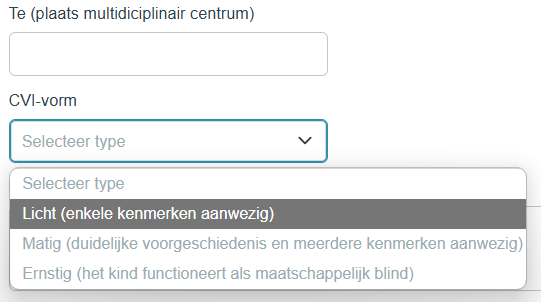 Te (plaats multidiciplinair centrum)
CVI-vorm
Selecteer type
Selecteer type
Licht (enkele kenmerken aanwezig)
Matig (duidelijke voorgeschiedenis en meerdere kenmerken aanwezig)
Ernstig (het kind functioneert als maatschappelijk blind)